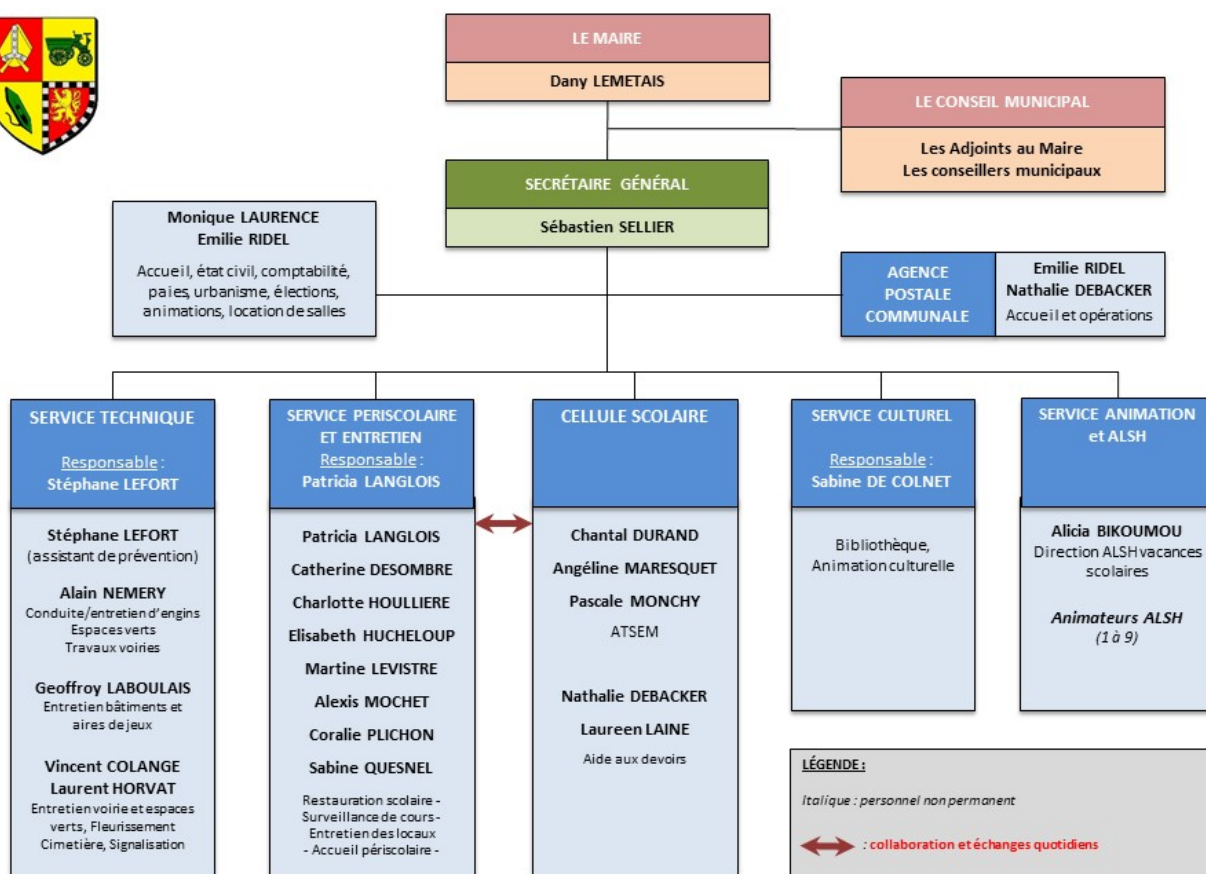 LE MAIRE
Dany LEMETAIS
LE CONSEIL MUNICIPAL
Les Adjoints au Maire
Les conseillers municipaux
SECRÉTAIRE GÉNÉRAL
Sébastien SELLIER
Monique LAURENCE
Emilie RIDEL
Accueil, état civil, comptabilité,
paies, urbanisme, élections,
animations, location de salles
AGENCE
POSTALE
COMMUNALE
Emilie RIDEL
Nathalie DEBACKER
Accueil et opérations
SERVICE TECHNIQUE
Responsable :
Stéphane LEFORT
Stéphane LEFORT
(assistant de prévention)
Alain NEMERY
Conduite/entretien d'engins
Espaces verts
Travaux voiries
Geoffroy LABOULAIS
Entretien bâtiments et
aires de jeux
Vincent COLANGE
Laurent HORVAT
Entretien voirie et espaces
verts, Fleurissement
Cimetière, Signalisation
SERVICE PERISCOLAIRE
ET ENTRETIEN
Responsable :
Patricia LANGLOIS
Patricia LANGLOIS
Catherine DESOMBRE
Charlotte HOULLIERE
Elisabeth HUCHELOUP
Martine LEVISTRE
Alexis MOCHET
Coralie PLICHON
Sabine QUESNEL
Restauration scolaire -
Surveillance de cours -
Entretien des locaux
- Accueil périscolaire -
CELLULE SCOLAIRE
Chantal DURAND
Angéline MARESQUET
Pascale MONCHY
ATSEM
Nathalie DEBACKER
Laureen LAINE
Aide aux devoirs
SERVICE CULTUREL
Responsable :
Sabine DE COLNET
Bibliothèque,
Animation culturelle
SERVICE ANIMATION
et ALSH
Alicia BIKOUMOU
Direction ALSH vacances
scolaires
Animateurs ALSH
(1 à 9)
LÉGENDE :
Italique : personnel non permanent
: collaboration et échanges quotidiens